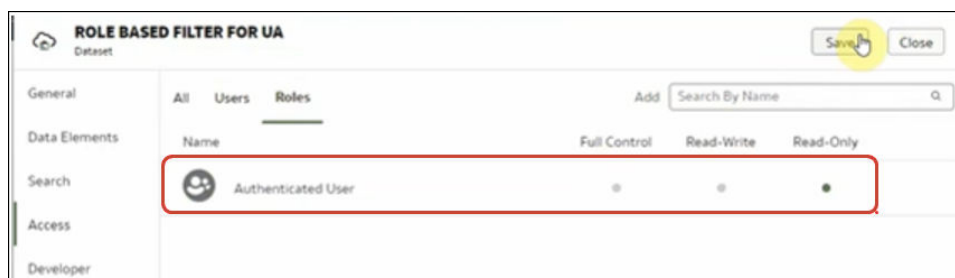 ROLE BASED FILTER FOR UA
Dataset
Save
Close
General
Data Elements
Search
Access
Developer
All Users Roles
Add Search By Name
Name Full Control Read-Write Read-Only
Authenticated User